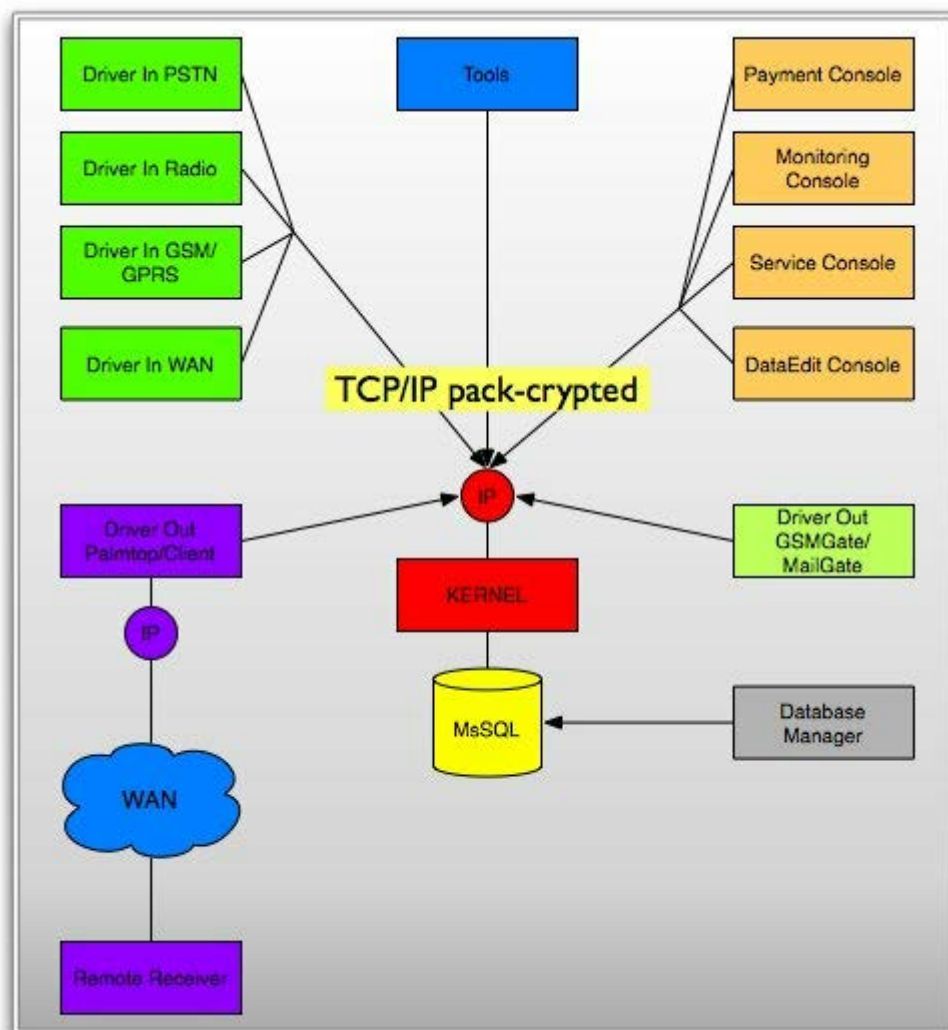 Driver In PSTN
Tools
Payment Console
Driver In Radio
Monitoring
Console
Driver In GSM/
GPRS
Service Console
Driver In WAN
DataEdit Console
TCP/IP pack-crypted
IP
Driver Out
Palmtop/Client
Driver Out
GSMGate/
MailGate
KERNEL
IP
MsSQL
Database
Manager
WAN
Remote Receiver